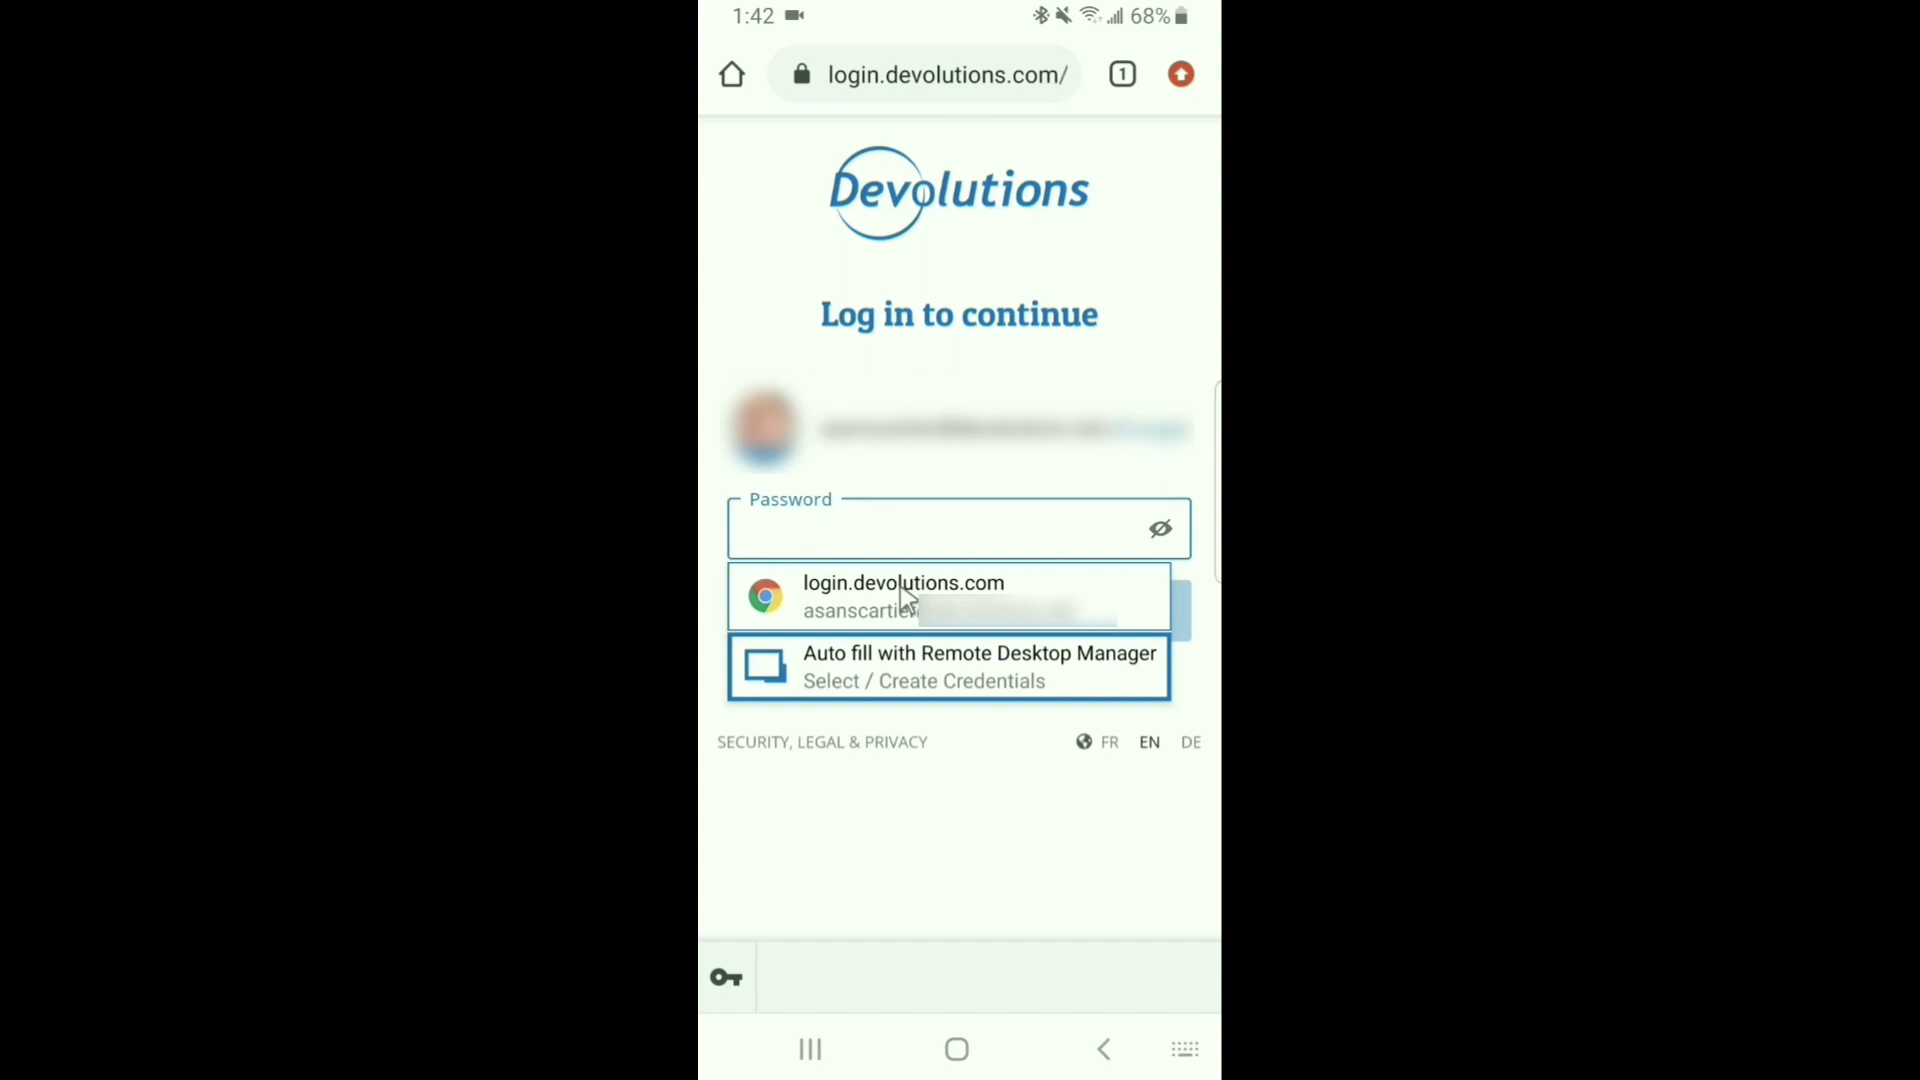 1:42 68%
login.devolutions.com/ 1
Devolutions
Log in to continue
Password
login.devolutions.com
Auto fill with Remote Desktop Manager
Select / Create Credentials
SECURITY, LEGAL & PRIVACY FR EN DE